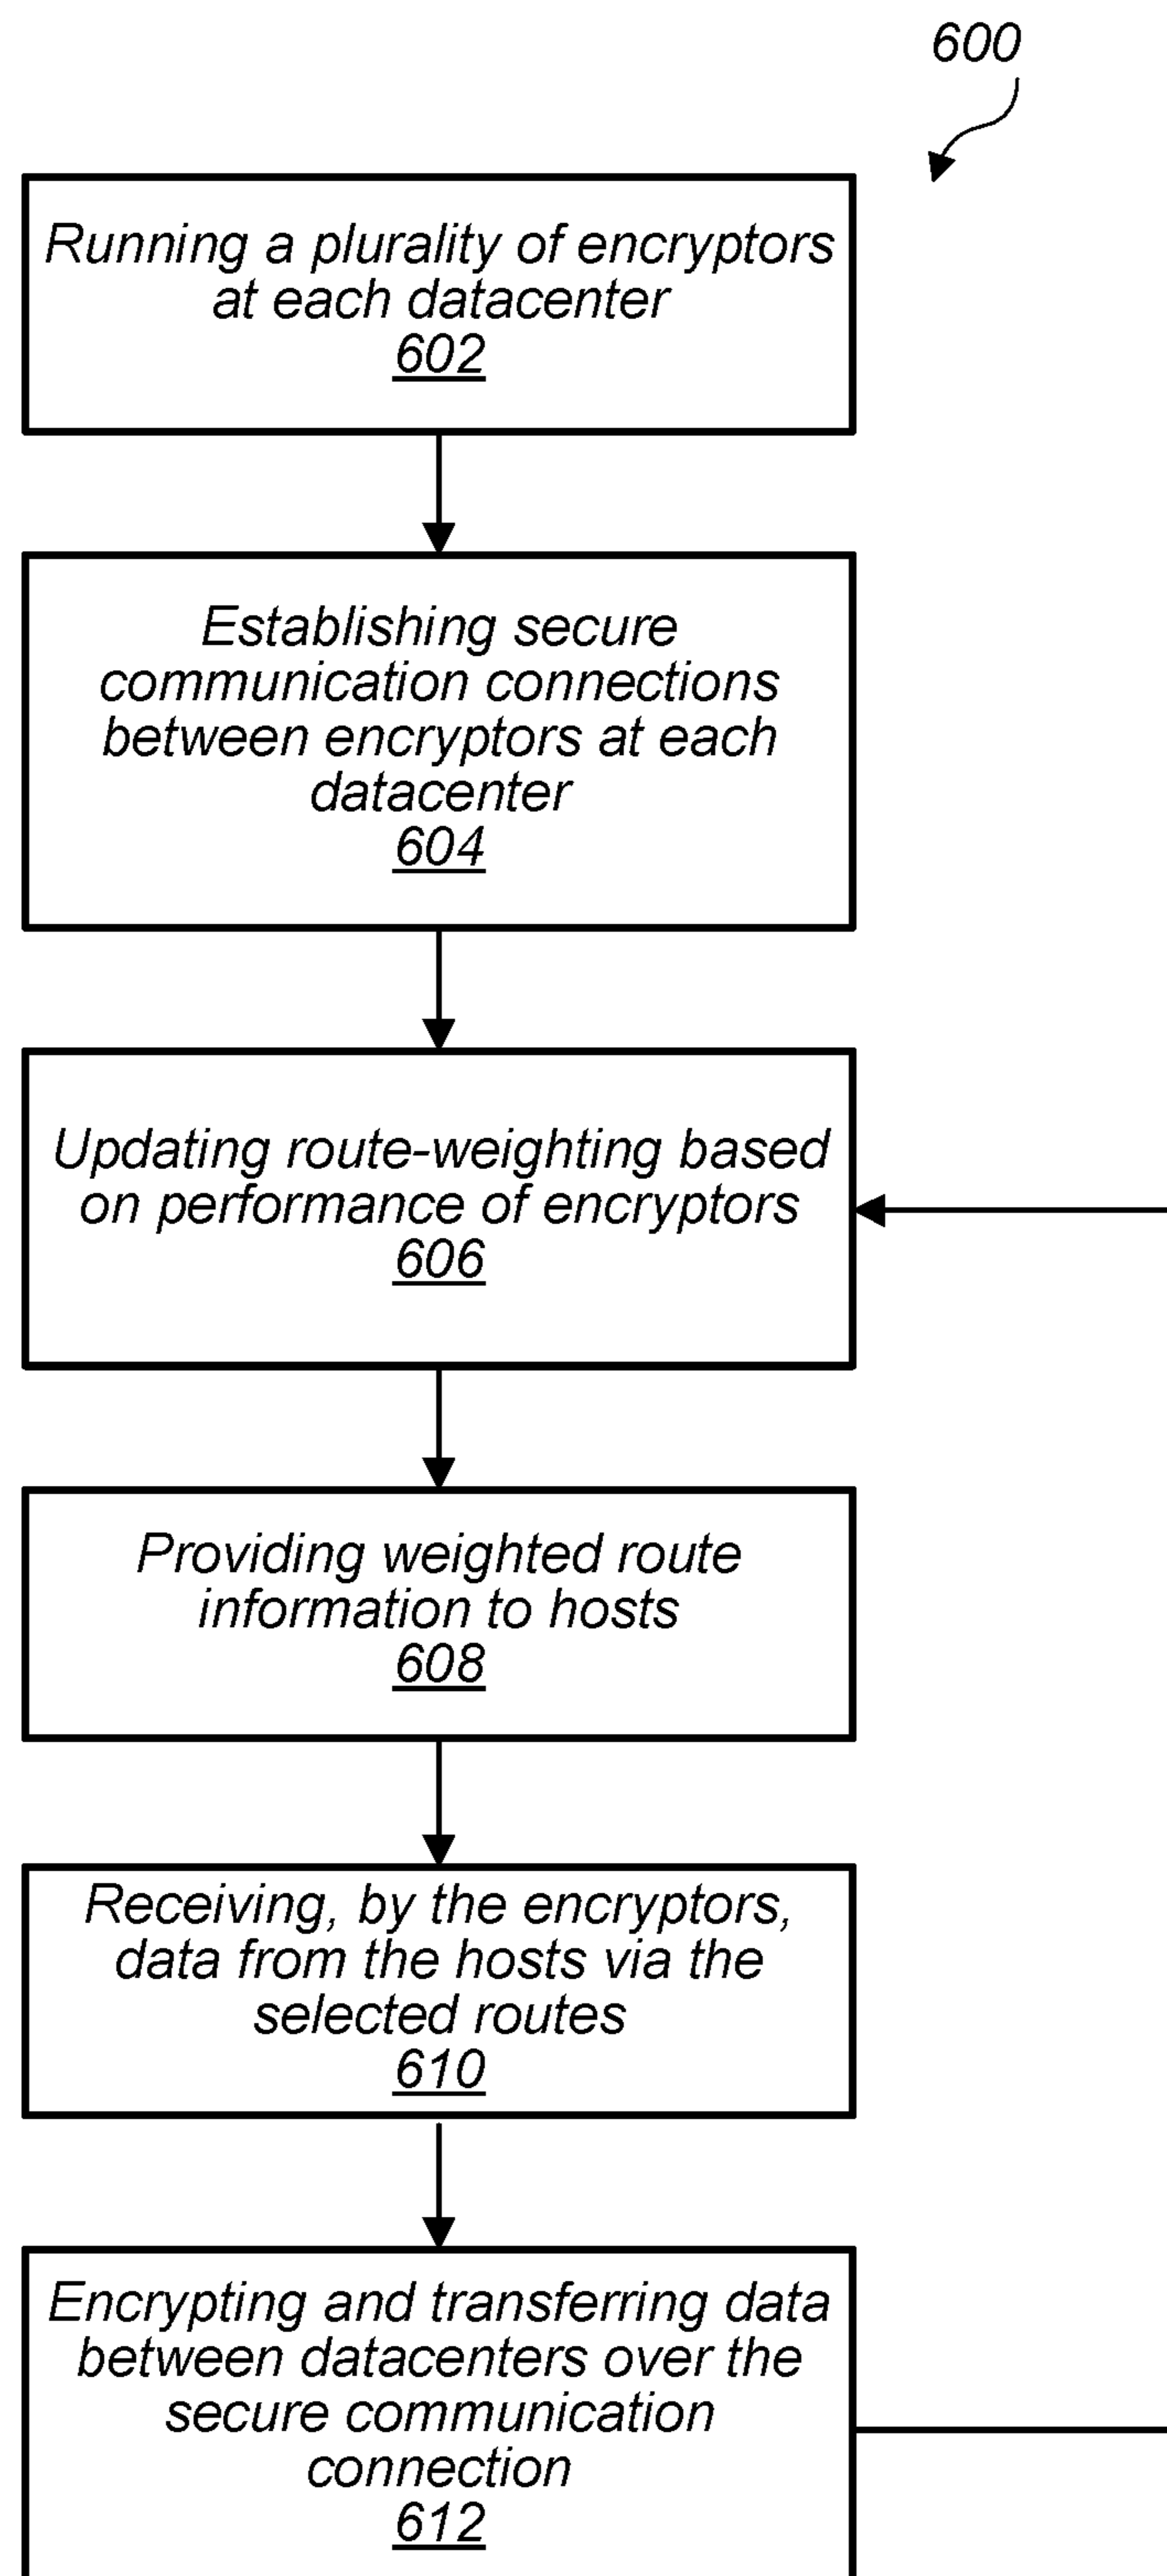 600
Running a plurality of encryptors
at each datacenter
602
Establishing secure
communication connections
between encryptors at each
datacenter
604
Updating route-weighting based
on performance of encryptors
606
Providing weighted route
information to hosts
608
Receiving, by the encryptors,
data from the hosts via the
selected routes
610
Encrypting and transferring data
between datacenters over the
secure communication
connection
612